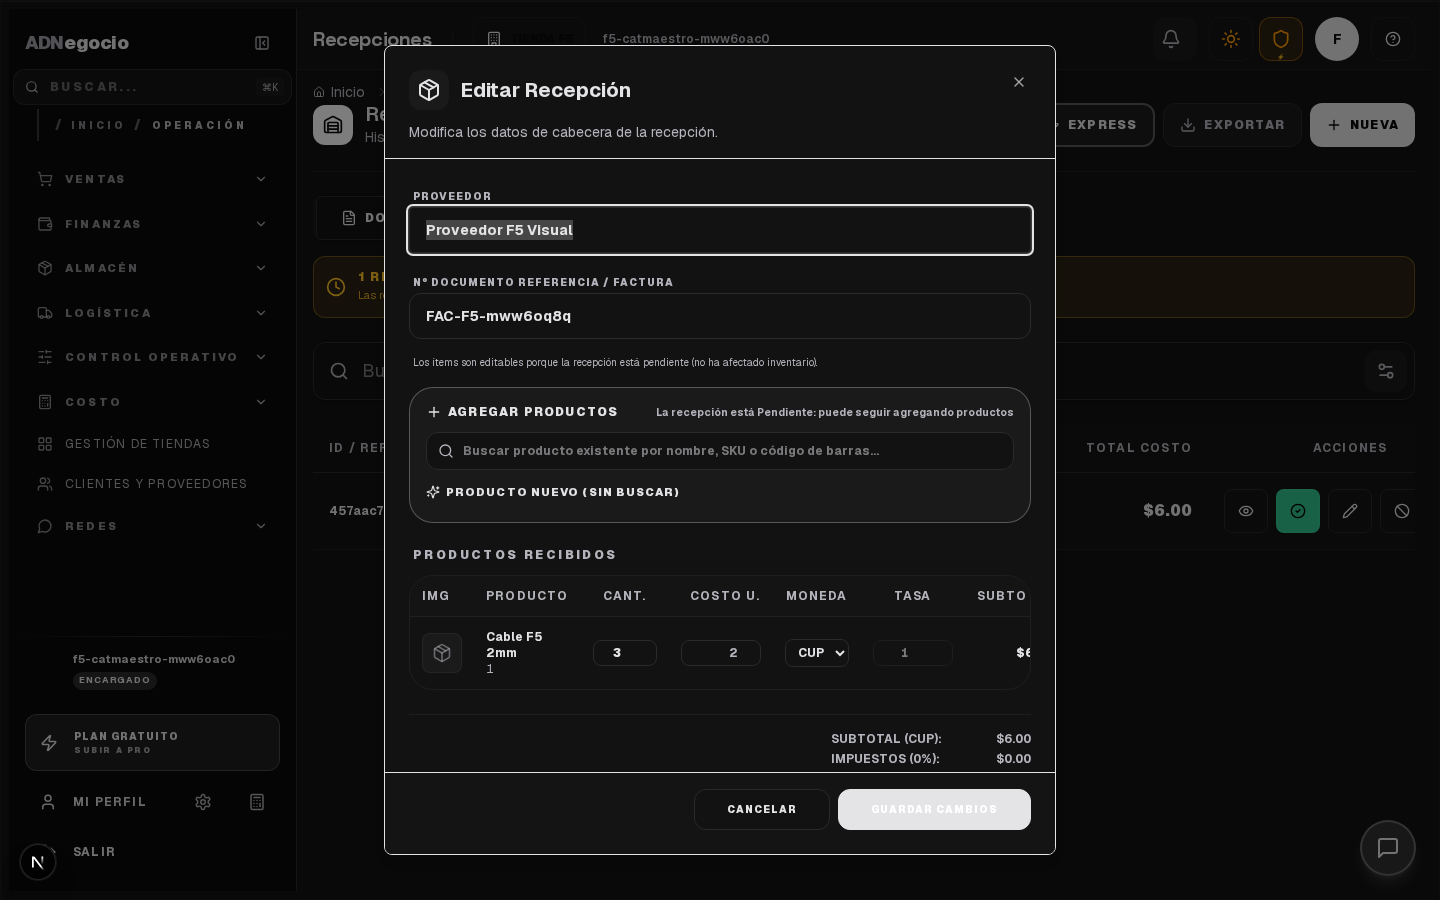 ADNegocio
BUSCAR...
⌘K
/ INICIO / OPERACIÓN
VENTAS
FINANZAS
ALMACÉN
LOGÍSTICA
CONTROL OPERATIVO
COSTO
GESTIÓN DE TIENDAS
CLIENTES Y PROVEEDORES
REDES
f5-catmaestro-mww6oac0
ENCARGADO
PLAN GRATUITO
SUBIR A PRO
MI PERFIL
SALIR
N
Recepciones
f5-catmaestro-mww6oac0
F
Inicio
EXPRESS
EXPORTAR
NUEVA
ID / REF
TOTAL COSTO
ACCIONES
457aac7
$6.00
Editar Recepción
Modifica los datos de cabecera de la recepción.
PROVEEDOR
Proveedor F5 Visual
Nº DOCUMENTO REFERENCIA / FACTURA
FAC-F5-mww6oq8q
Los ítems son editables porque la recepción está pendiente (no ha afectado inventario).
AGREGAR PRODUCTOS
La recepción está Pendiente: puede seguir agregando productos
Buscar producto existente por nombre, SKU o código de barras...
PRODUCTO NUEVO (SIN BUSCAR)
PRODUCTOS RECIBIDOS
IMG PRODUCTO CANT. COSTO U. MONEDA TASA SUBTO
Cable F5
2mm
1
3 2 CUP 1 $6
SUBTOTAL (CUP): $6.00
IMPUESTOS (0%): $0.00
CANCELAR
GUARDAR CAMBIOS